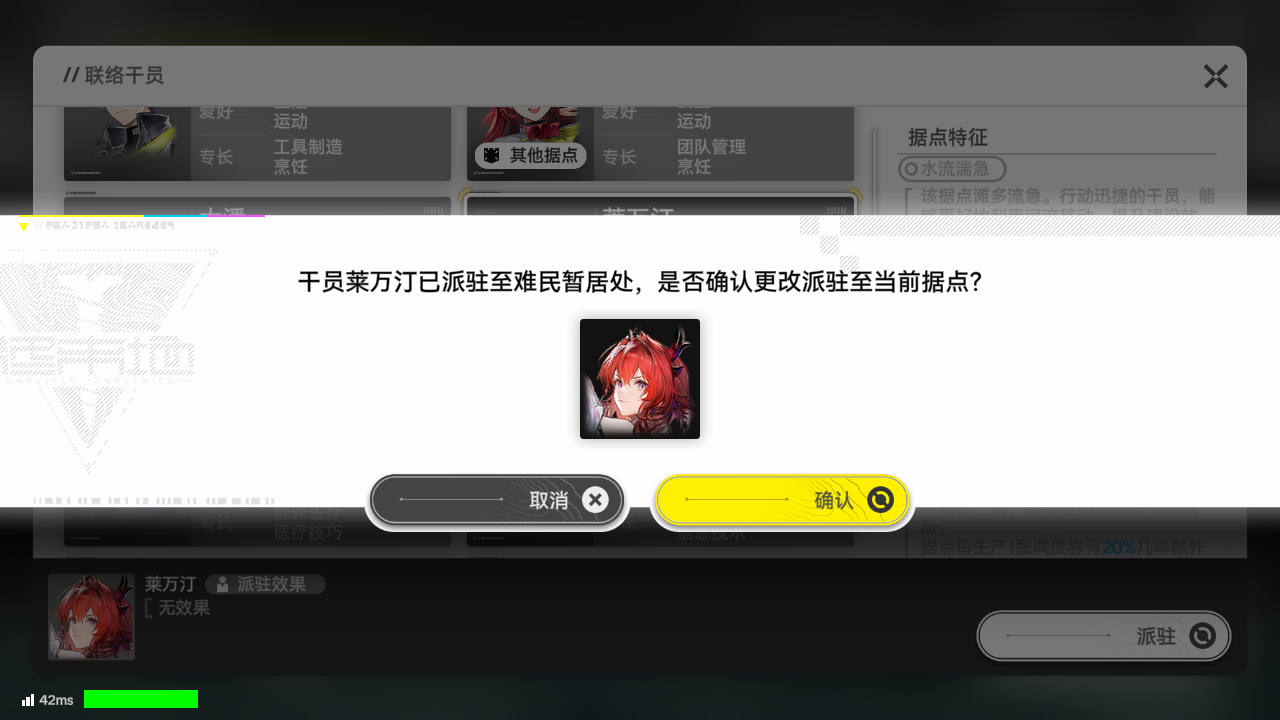 // 联络干员
爱好
运动
专长
工具制造
烹饪
其他据点
爱好
运动
专长
团队管理
烹饪
据点特征
水流湍急
该据点滩多流急。行动迅捷的干员，能
莱万汀
干员莱万汀已派驻至难民暂居处，是否确认更改派驻至当前据点？
取消
确认
专长
野外生存
医疗技巧
信息技术
据点每生产1张调度券有20%几率额外
莱万汀
派驻效果
无效果
派驻
42ms